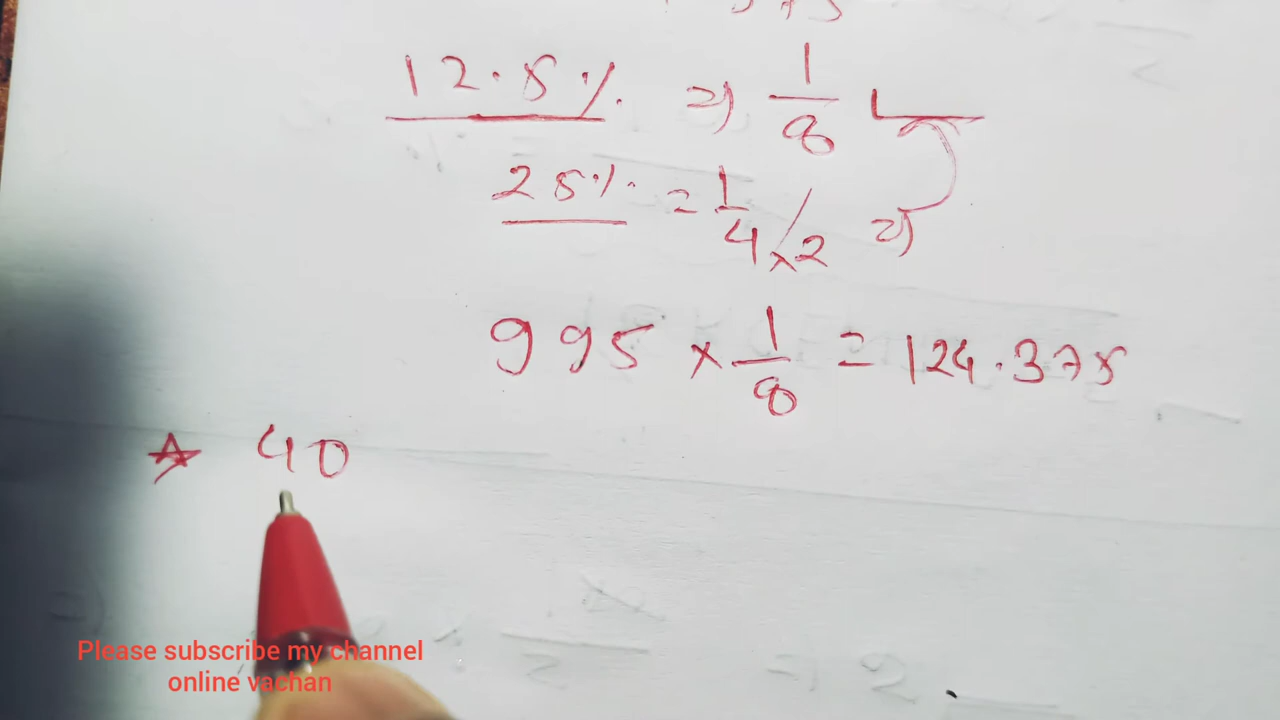 12.5% => 1/8
25% = 1/4 / x2 =>
995 x 1/8 = 124.375
☆ 40
Please subscribe my channel
online vachan